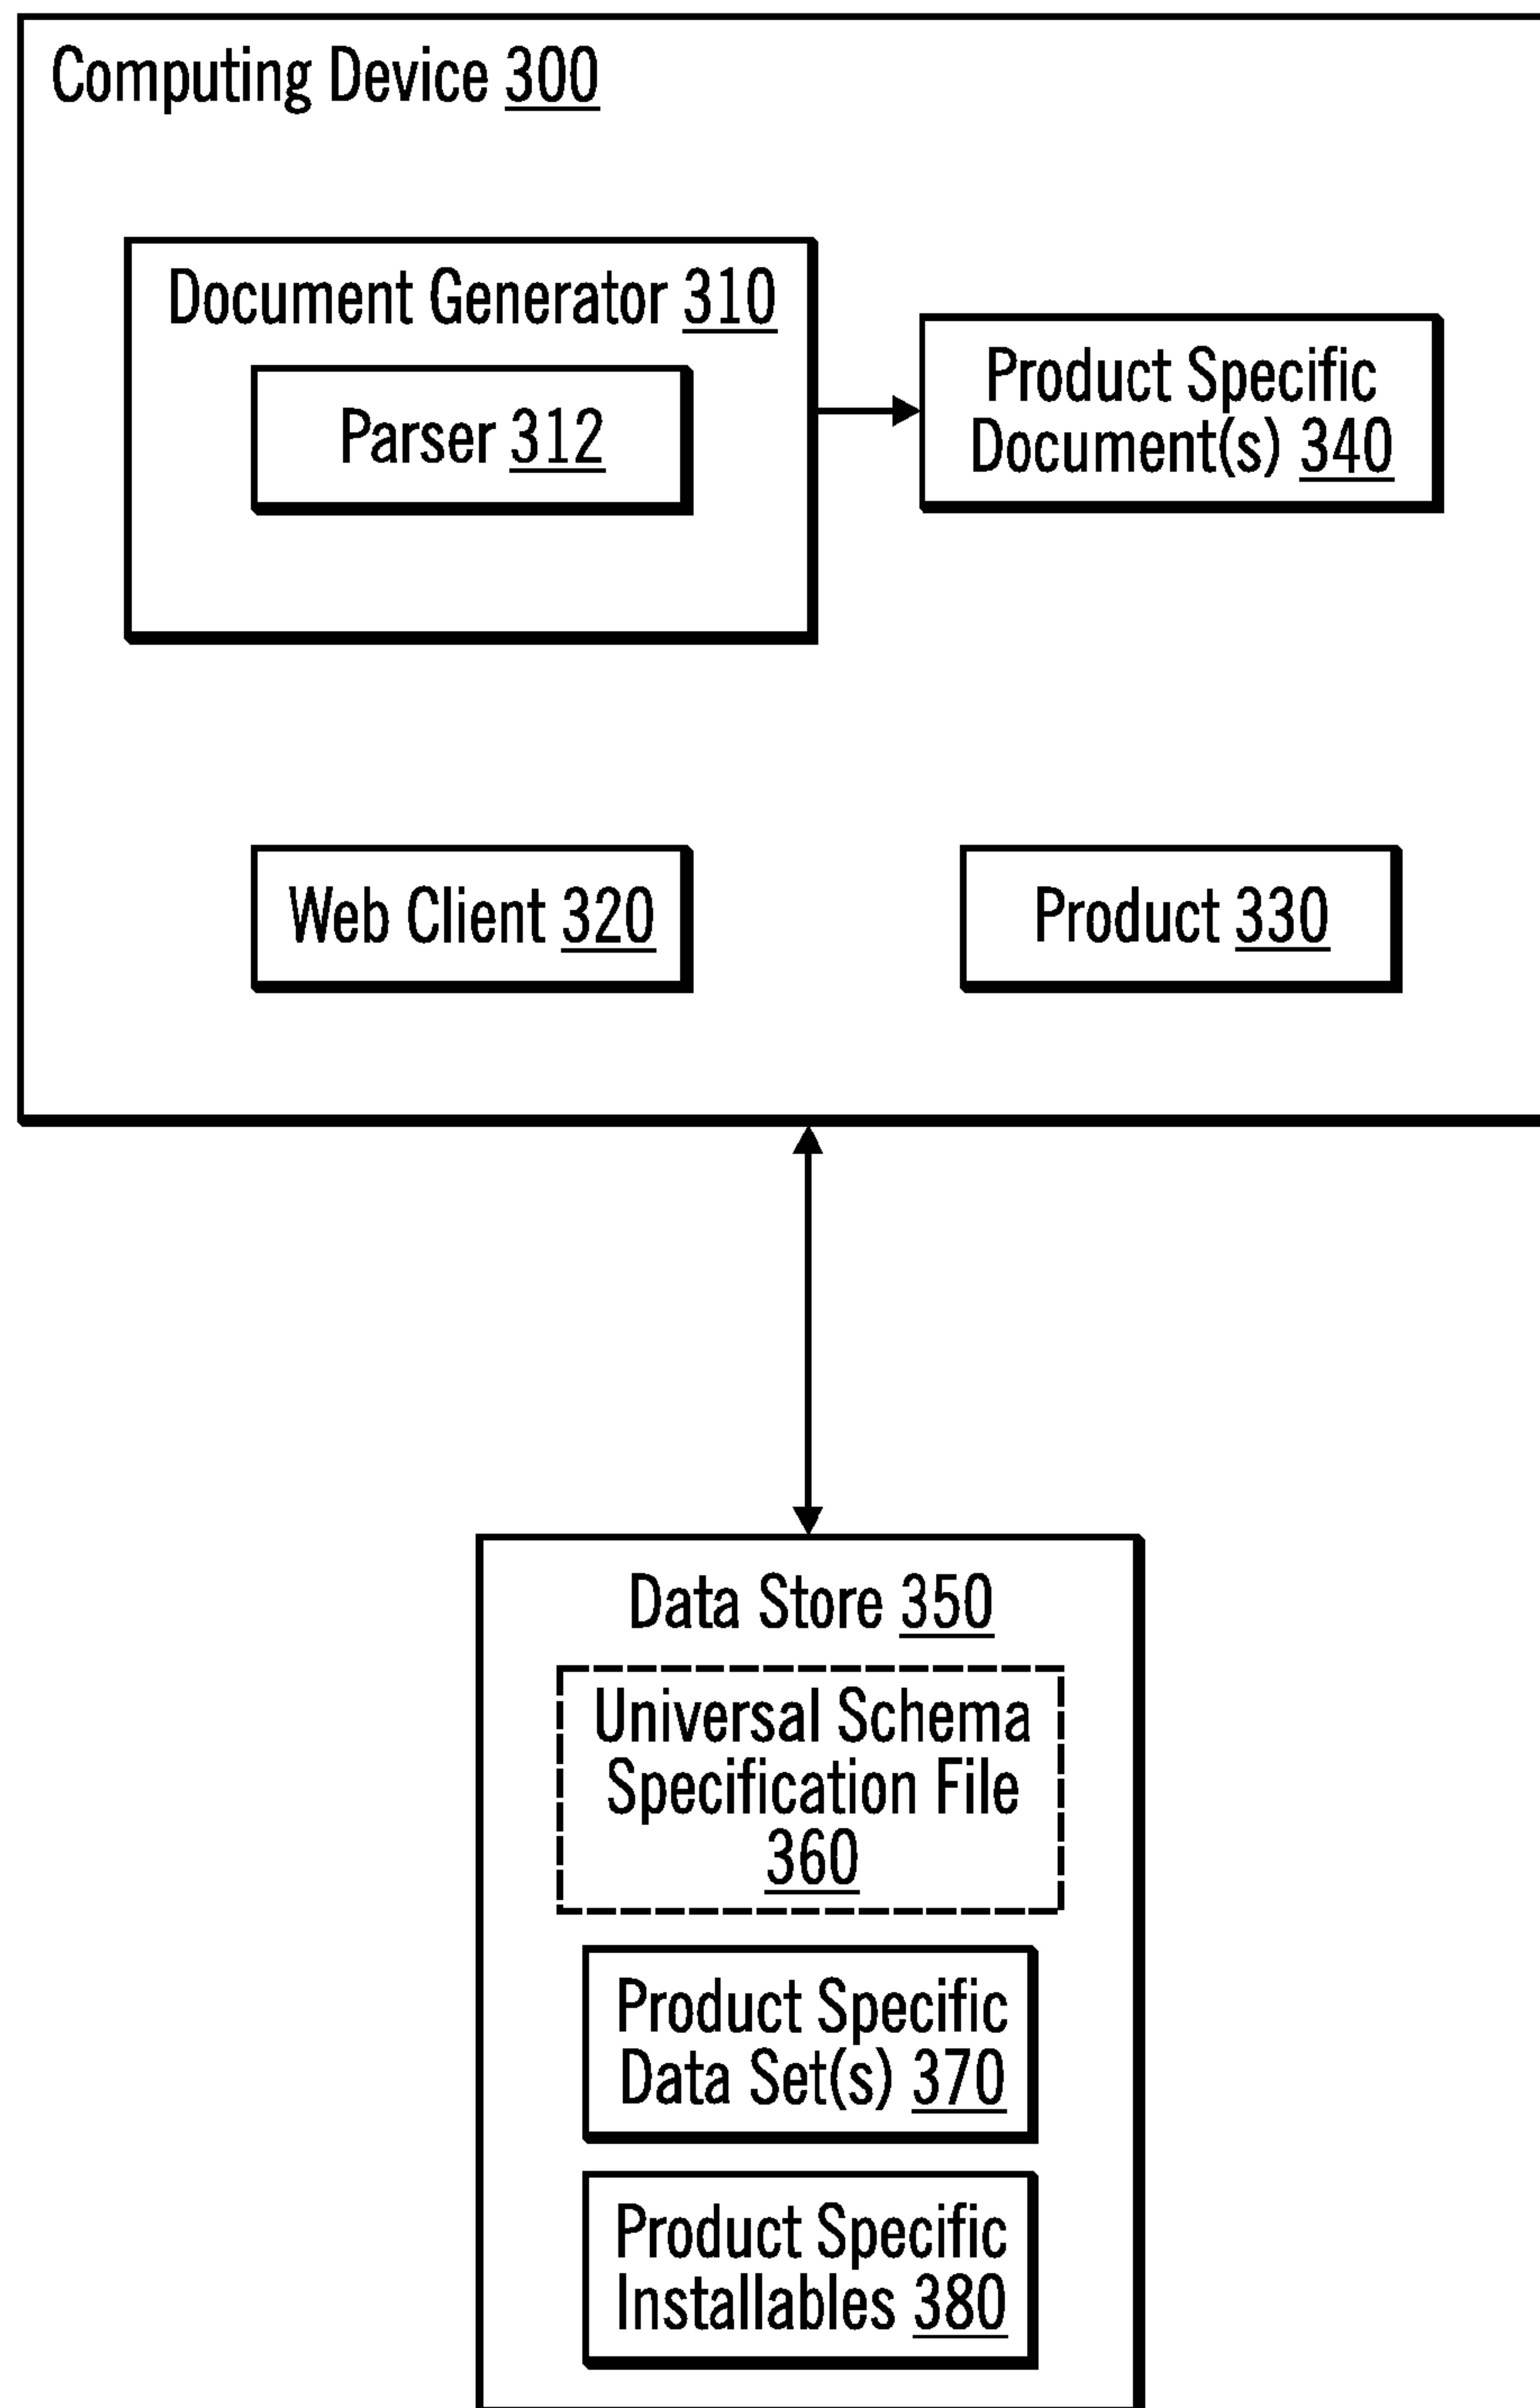 Computing Device 300
Document Generator 310
Parser 312
Product Specific
Document(s) 340
Web Client 320
Product 330
Data Store 350
Universal Schema
Specification File
360
Product Specific
Data Set(s) 370
Product Specific
Installables 380